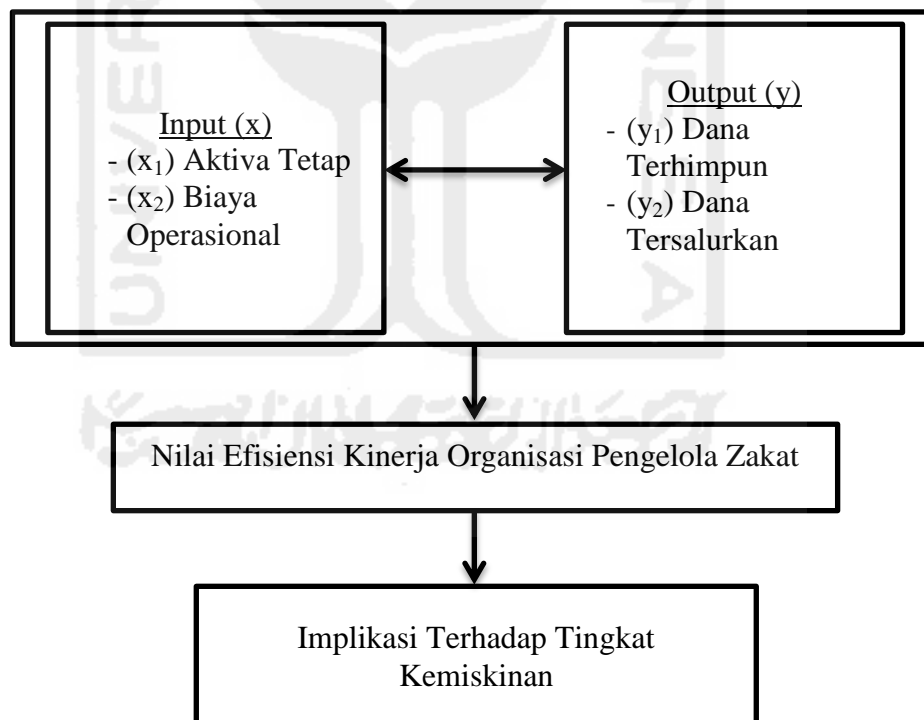 Input (x)
- (x₁) Aktiva Tetap
- (x₂) Biaya
Operasional
Output (y)
- (y₁) Dana
Terhimpun
- (y₂) Dana
Tersalurkan
Nilai Efisiensi Kinerja Organisasi Pengelola Zakat
Implikasi Terhadap Tingkat
Kemiskinan